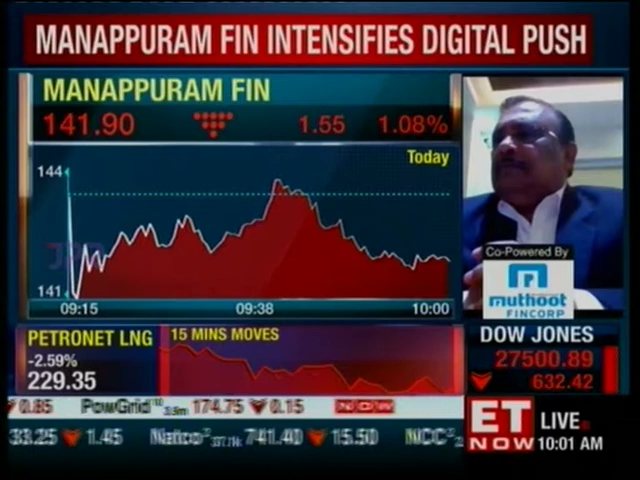 MANAPPURAM FIN INTENSIFIES DIGITAL PUSH
MANAPPURAM FIN
141.90 1.55 1.08%
Today
144
141
09:15 09:38 10:00
Co-Powered By
muthoot
FINCORP
PETRONET LNG
-2.59%
229.35
15 MINS MOVES
DOW JONES
27500.89
632.42
0.85 PowGrid 174.75 0.15 NOW
33.25 1.45 Natco 741.40 15.50 NCC
ET
NOW
LIVE
10:01 AM